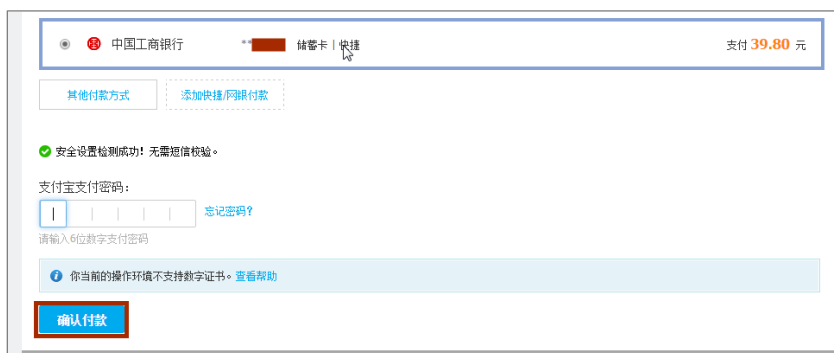 中国工商银行 ** 储蓄卡 | 快捷 支付 39.80 元
其他付款方式 添加快捷/网银付款
安全设置检测成功！无需短信校验。
支付宝支付密码：
忘记密码?
请输入6位数字支付密码
你当前的操作环境不支持数字证书。查看帮助
确认付款